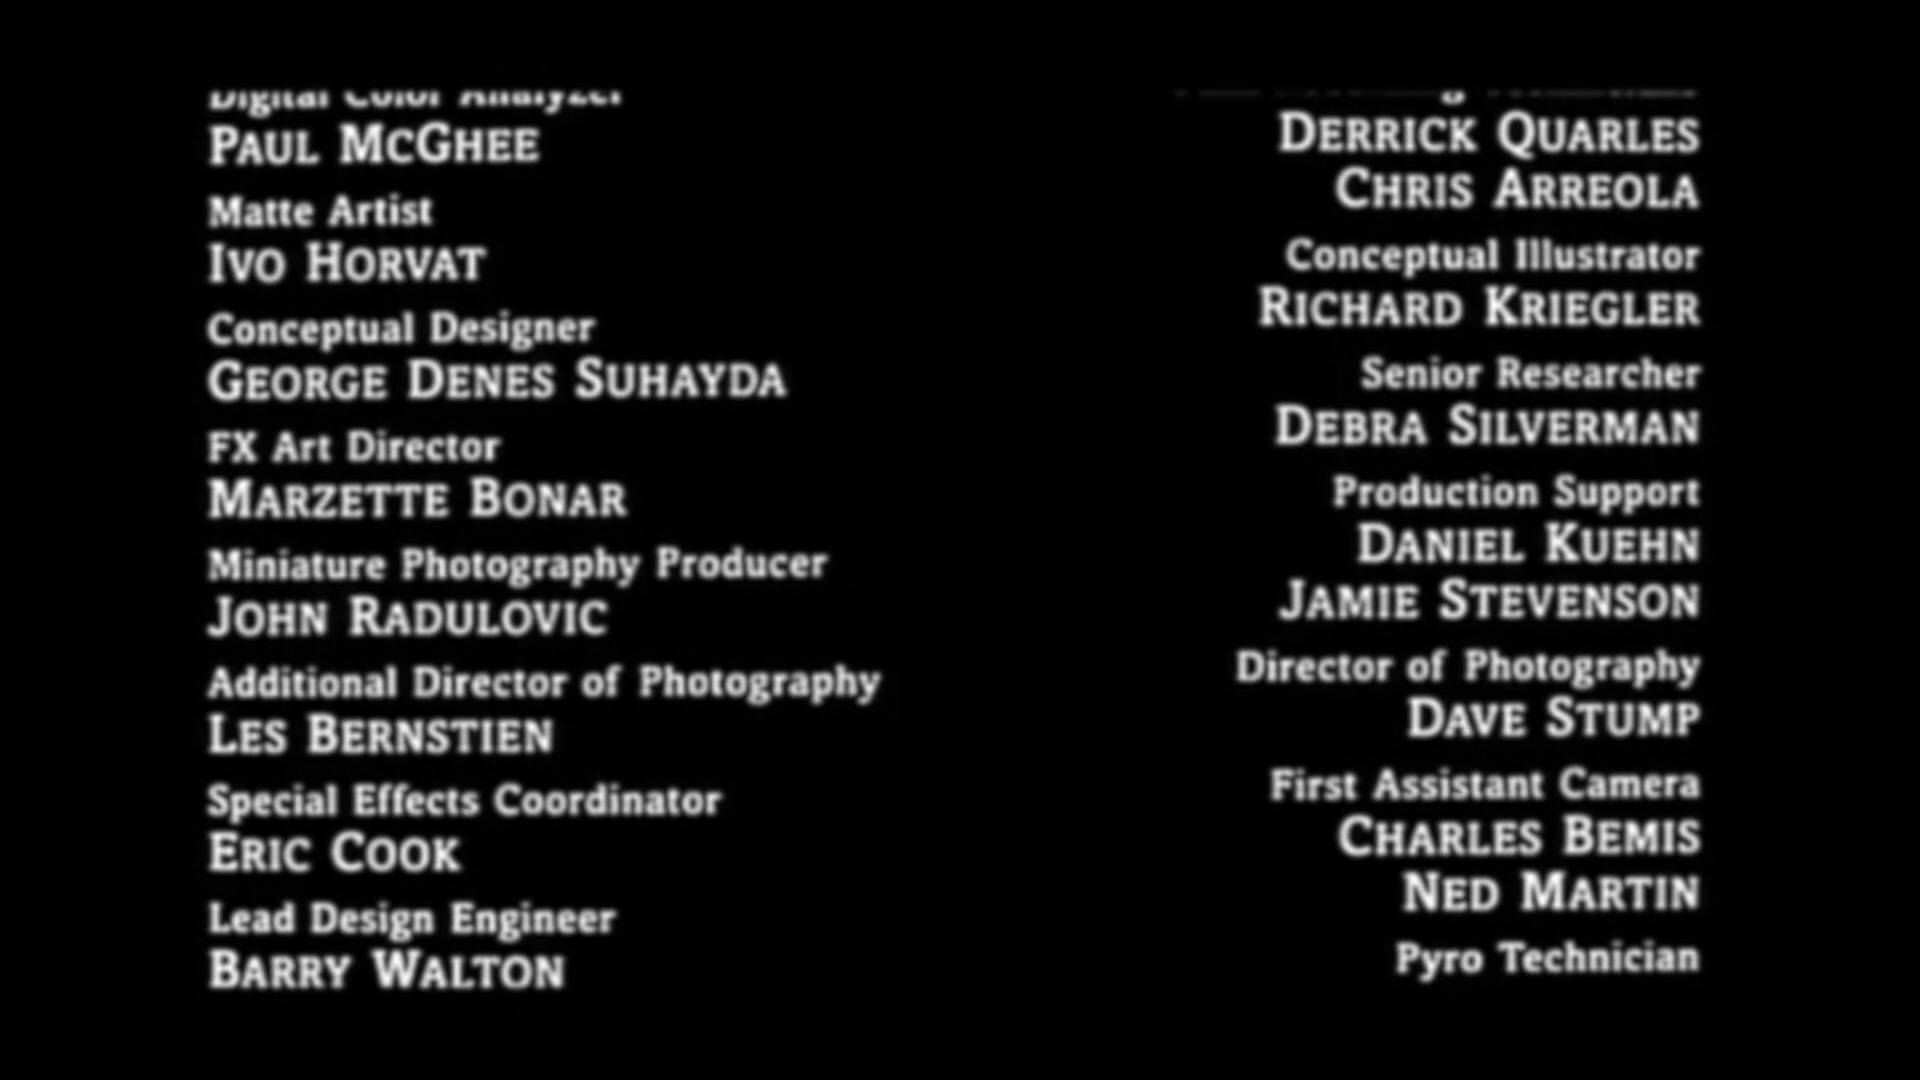 Digital Color Analyzer
PAUL MCGHEE
Matte Artist
IVO HORVAT
Conceptual Designer
GEORGE DENES SUHAYDA
FX Art Director
MARZETTE BONAR
Miniature Photography Producer
JOHN RADULOVIC
Additional Director of Photography
LES BERNSTIEN
Special Effects Coordinator
ERIC COOK
Lead Design Engineer
BARRY WALTON
DERRICK QUARLES
CHRIS ARREOLA
Conceptual Illustrator
RICHARD KRIEGLER
Senior Researcher
DEBRA SILVERMAN
Production Support
DANIEL KUEHN
JAMIE STEVENSON
Director of Photography
DAVE STUMP
First Assistant Camera
CHARLES BEMIS
NED MARTIN
Pyro Technician